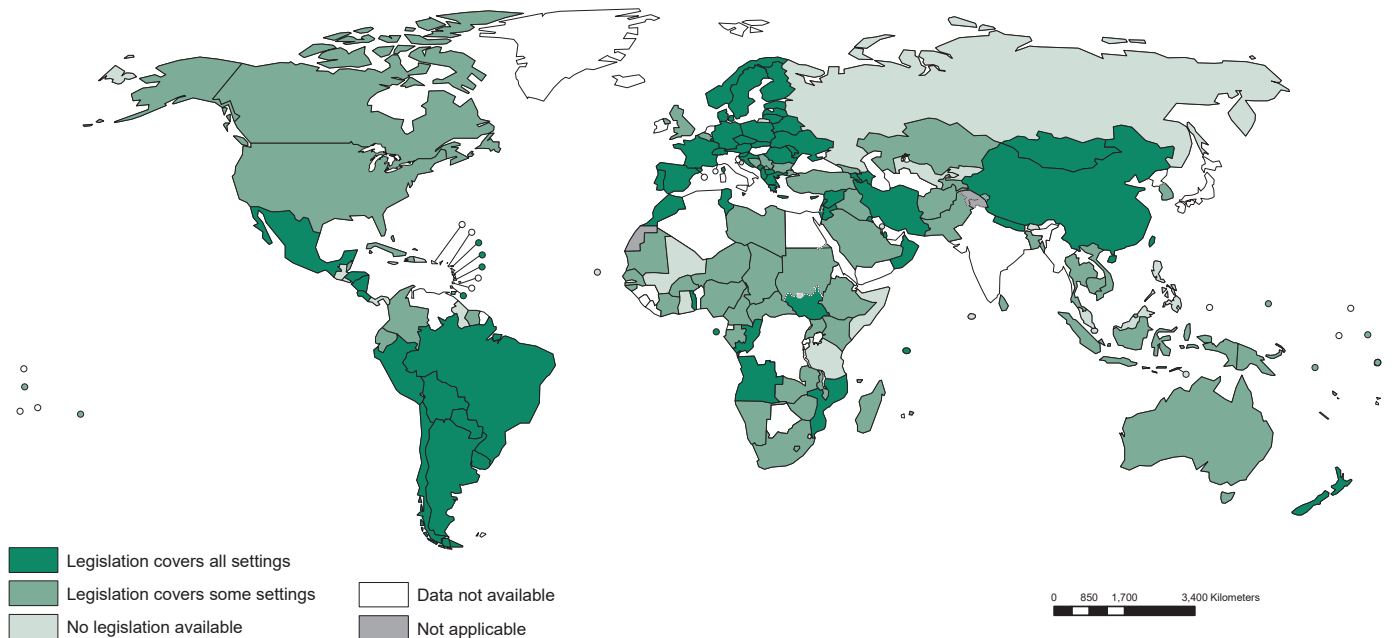 Legislation covers all settings
Legislation covers some settings
No legislation available
Data not available
Not applicable
0 850 1,700 3,400 Kilometers